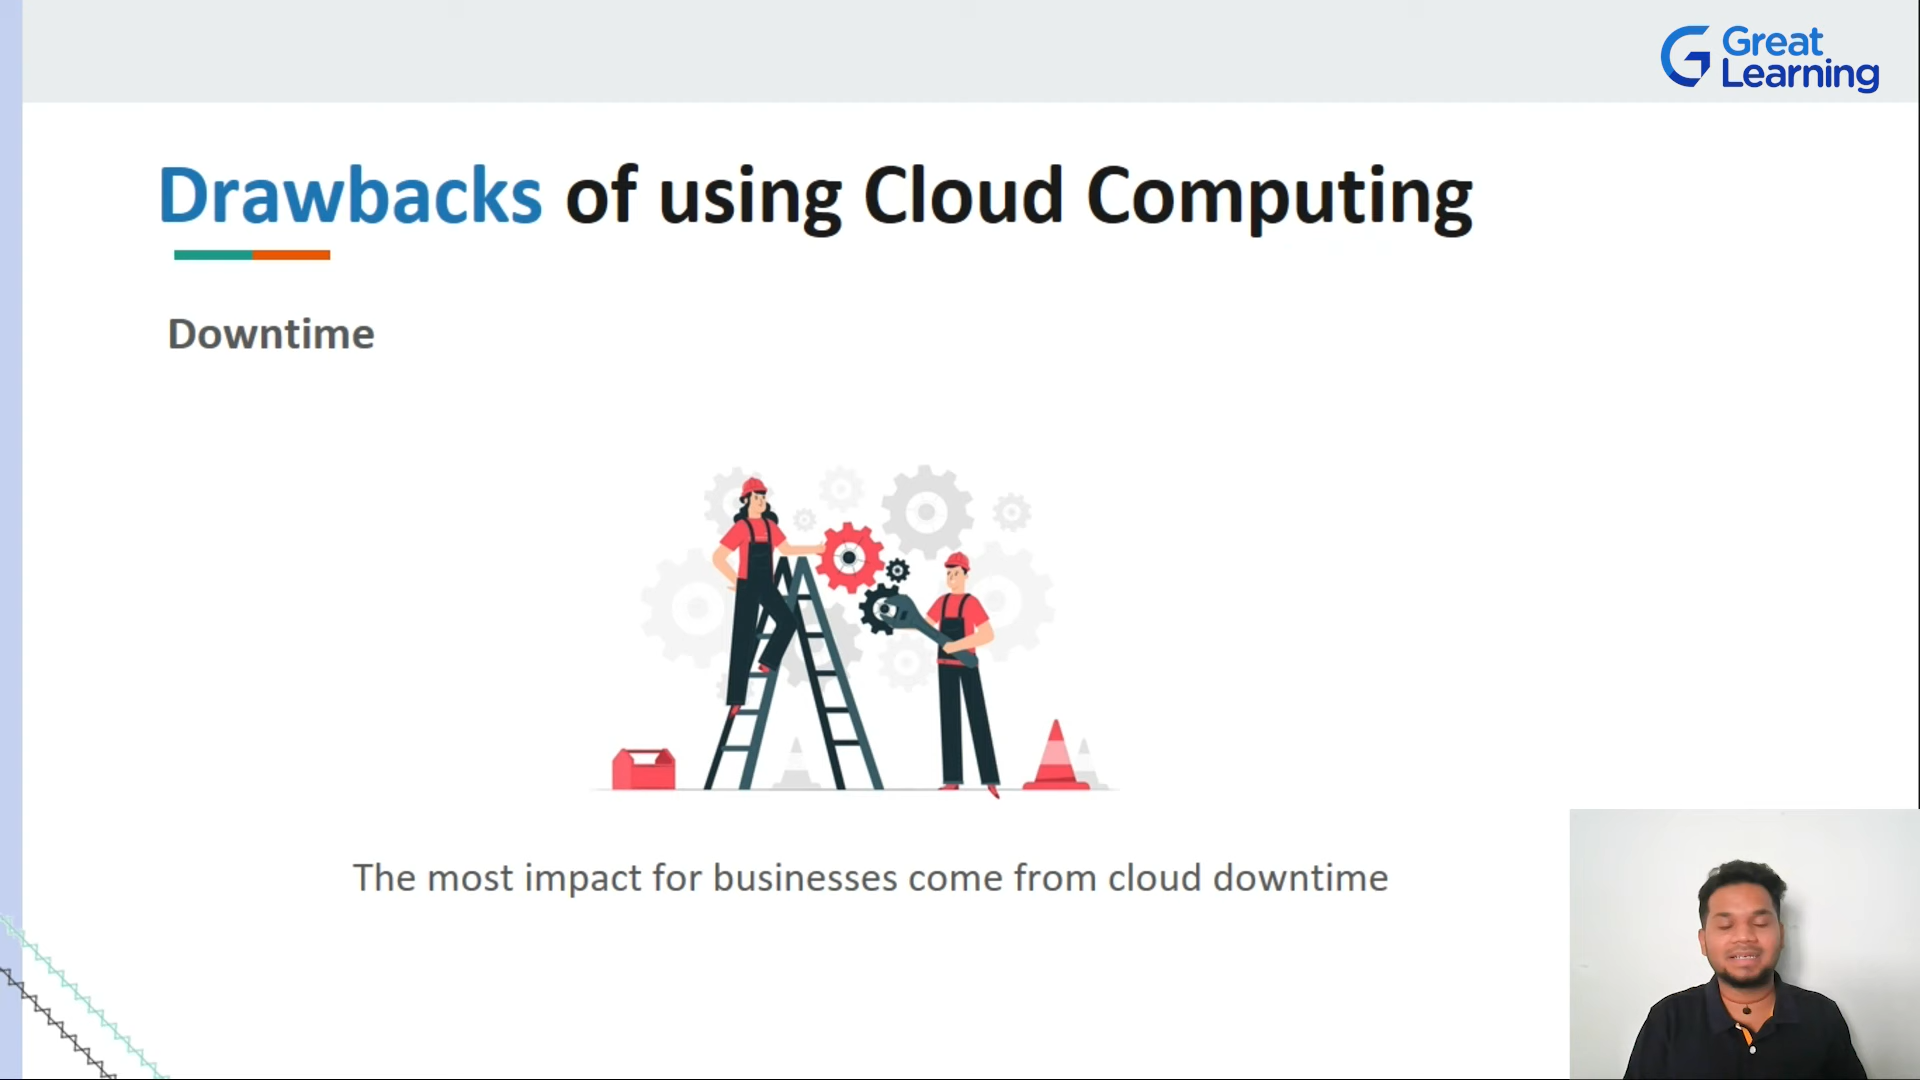 Great
Learning
Drawbacks of using Cloud Computing
Downtime
The most impact for businesses come from cloud downtime